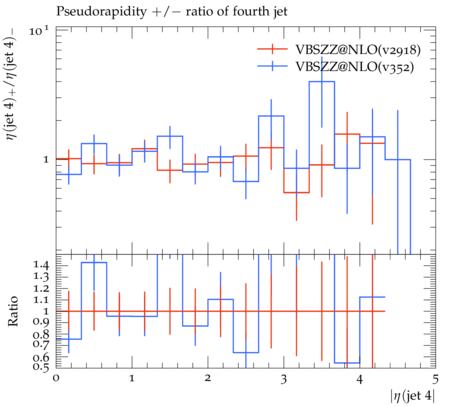 Pseudorapidity +/− ratio of fourth jet
10¹
η(jet 4)₊/η(jet 4)₋
VBSZZ@NLO(v2918)
VBSZZ@NLO(v352)
1
1.4
1.3
1.2
1.1
1
0.9
0.8
0.7
0.6
0.5
Ratio
0 1 2 3 4 5
|η(jet 4|